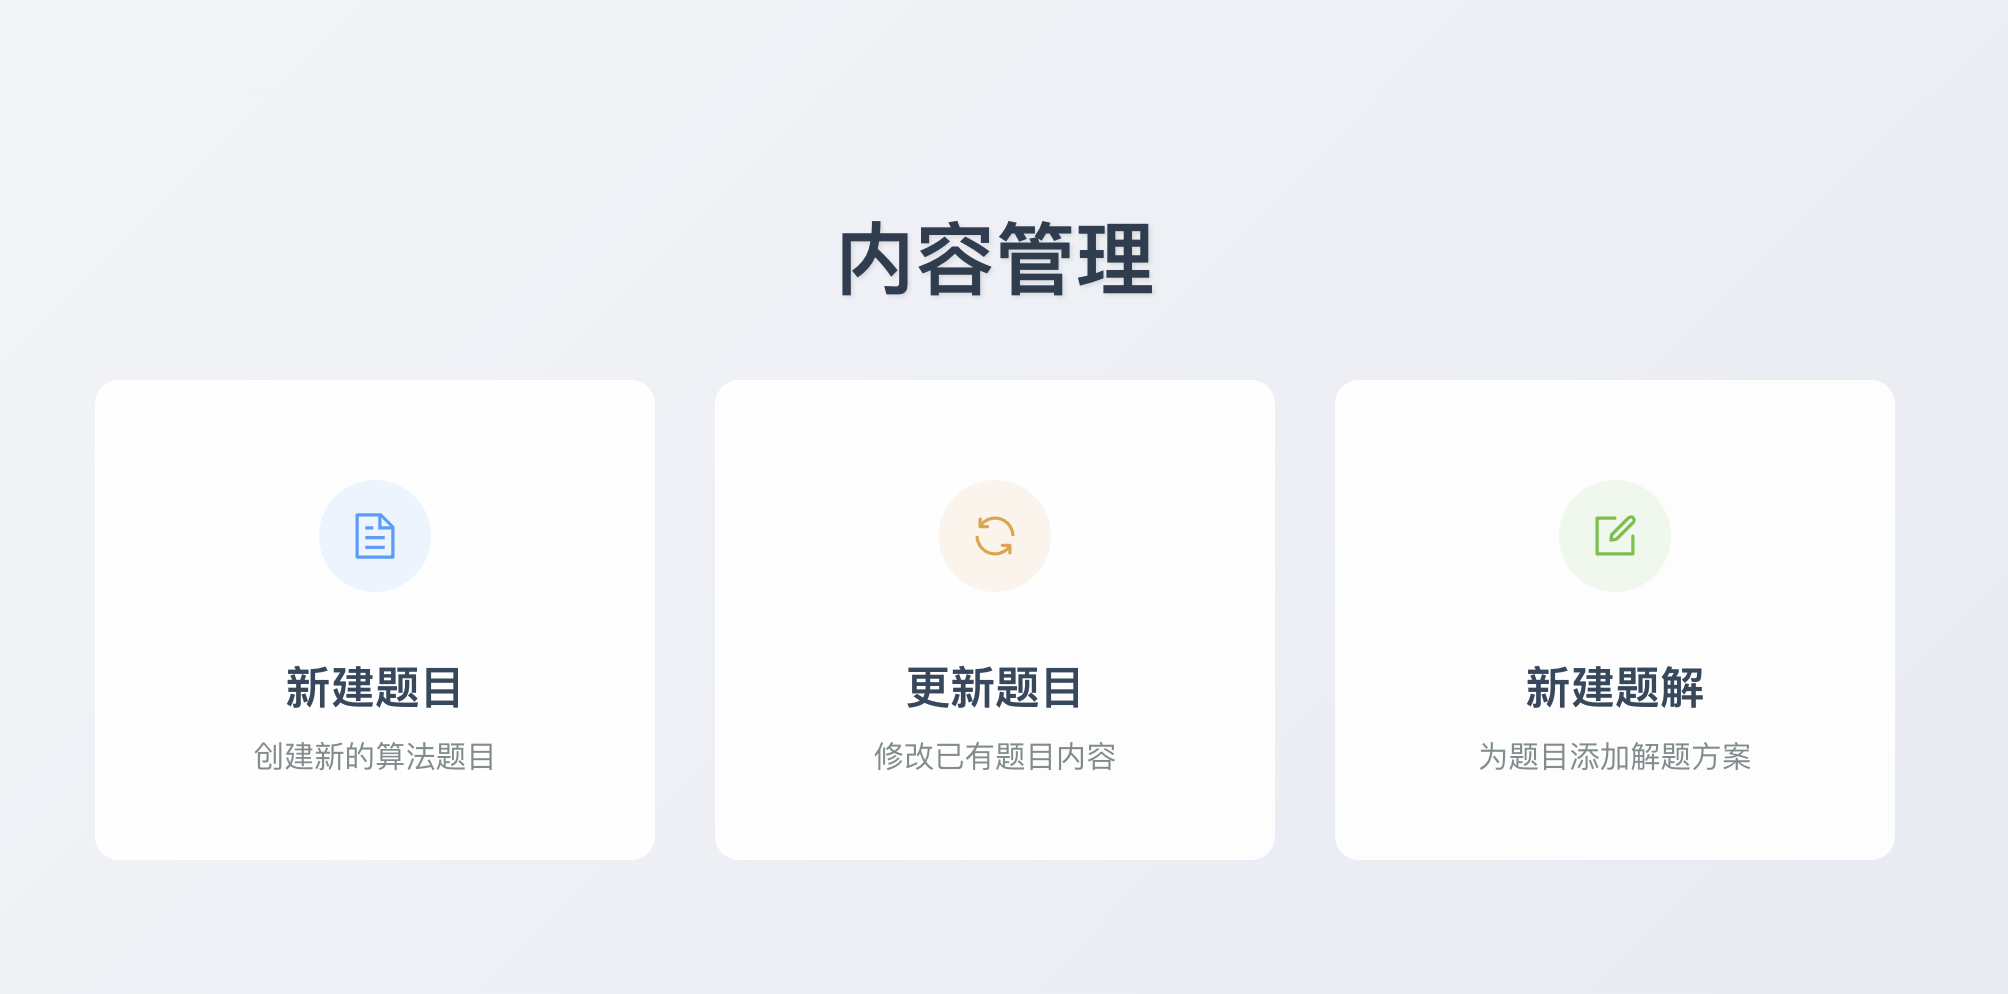 内容管理
新建题目
创建新的算法题目
更新题目
修改已有题目内容
新建题解
为题目添加解题方案